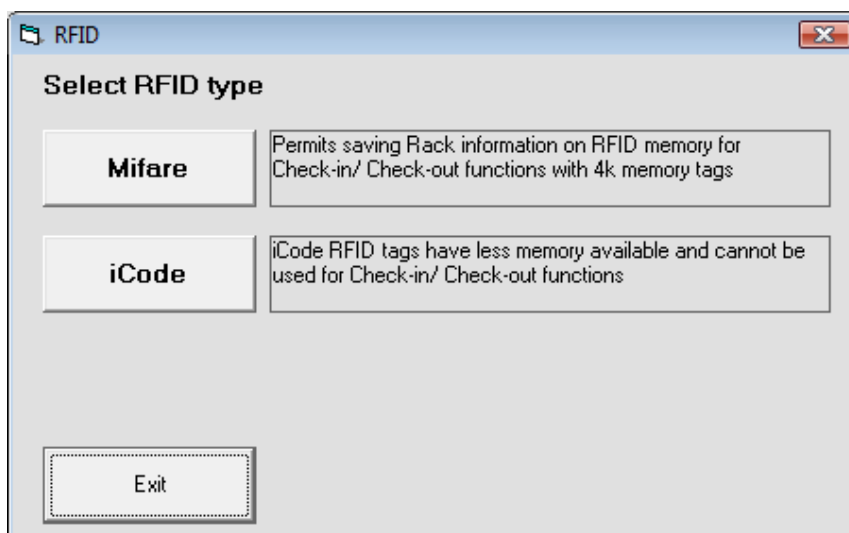 RFID
Select RFID type
Mifare
Permits saving Rack information on RFID memory for
Check-in/ Check-out functions with 4k memory tags
iCode
iCode RFID tags have less memory available and cannot be
used for Check-in/ Check-out functions
Exit